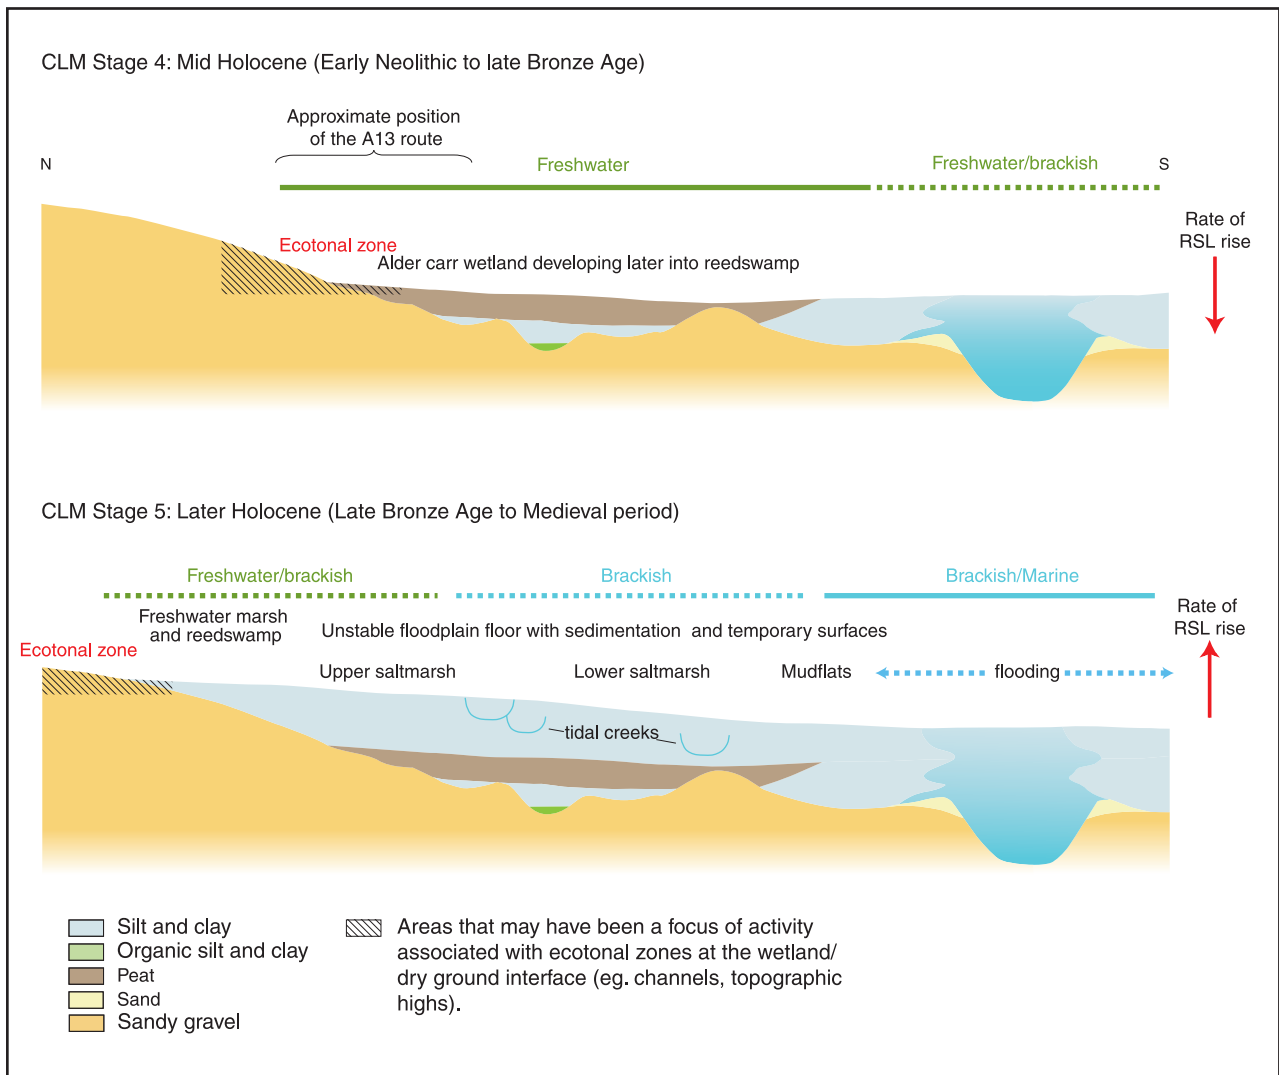 CLM Stage 4: Mid Holocene (Early Neolithic to late Bronze Age)
Approximate position
of the A13 route
N
Freshwater
Freshwater/brackish
S
Rate of
RSL rise
Ecotonal zone
Alder carr wetland developing later into reedswamp
CLM Stage 5: Later Holocene (Late Bronze Age to Medieval period)
Freshwater/brackish
Brackish
Brackish/Marine
Rate of
RSL rise
Freshwater marsh
and reedswamp
Unstable floodplain floor with sedimentation and temporary surfaces
Ecotonal zone
Upper saltmarsh
Lower saltmarsh
Mudflats
flooding
tidal creeks
Silt and clay
Organic silt and clay
Peat
Sand
Sandy gravel
Areas that may have been a focus of activity
associated with ecotonal zones at the wetland/
dry ground interface (eg. channels, topographic
highs).